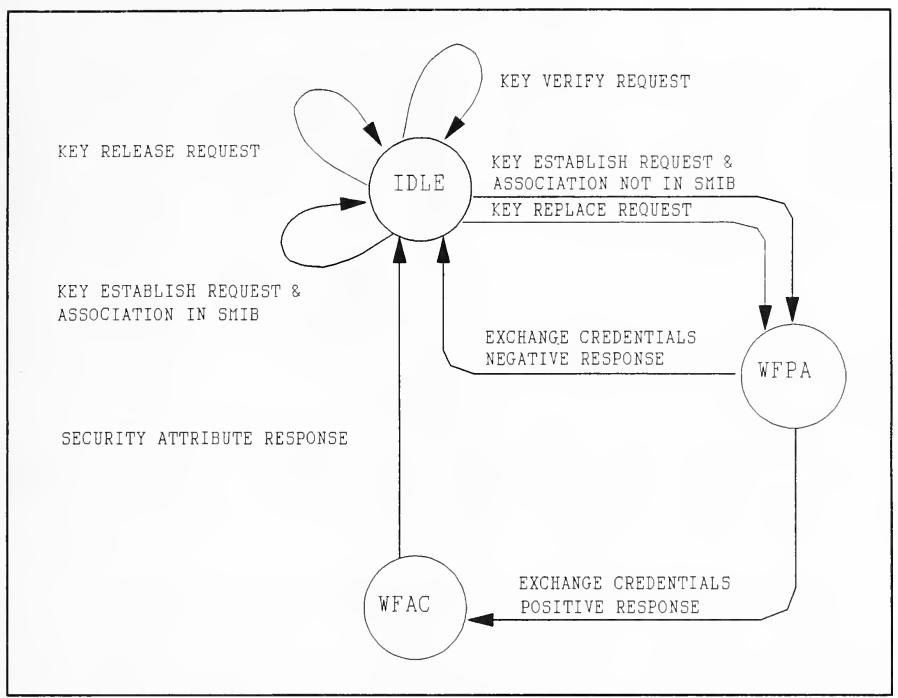 KEY VERIFY REQUEST
KEY RELEASE REQUEST
IDLE
KEY ESTABLISH REQUEST &
ASSOCIATION NOT IN SMIB
KEY REPLACE REQUEST
KEY ESTABLISH REQUEST &
ASSOCIATION IN SMIB
EXCHANGE CREDENTIALS
NEGATIVE RESPONSE
WFPA
SECURITY ATTRIBUTE RESPONSE
EXCHANGE CREDENTIALS
POSITIVE RESPONSE
WFAC